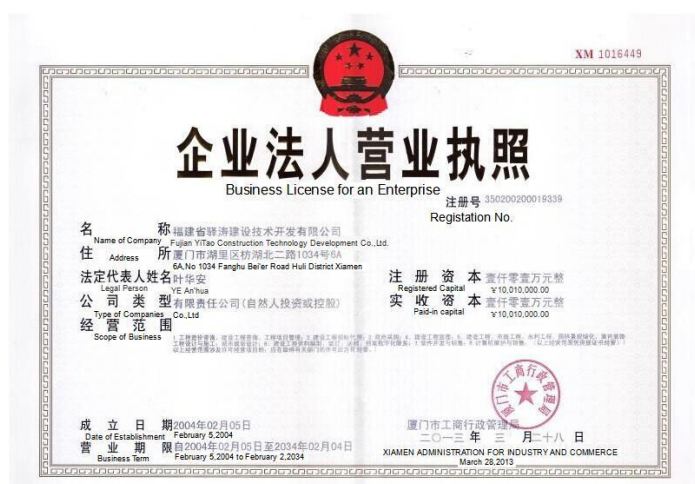 XM 1016449
企业法人营业执照
Business License for an Enterprise
注册号 350200200019339
Registation No.
名 称 福建省驿涛建设技术开发有限公司
Name of Company Fujian YiTao Construction Technology Development Co.,Ltd.
住 所 厦门市湖里区枋湖北二路1034号6A
Address 6A,No 1034 Fanghu Bei'er Road Huli District Xiamen
法定代表人姓名 叶华安
Legal Person YE An'hua
注 册 资 本 壹仟零壹万元整
Registered Capital ¥10,010,000.00
公 司 类 型 有限责任公司(自然人投资或控股)
Type of Companies Co.,Ltd
实 收 资 本 壹仟零壹万元整
Paid-in capital ¥10,010,000.00
经 营 范 围
Scope of Business
厦门市工商行政管理局
成 立 日 期 2004年02月05日
Date of Establishment February 5,2004
营 业 期 限 自2004年02月05日至2034年02月04日
Business Term February 5,2004 to February 2,2034
厦门市工商行政管理局
二〇一三 年 三 月 二十八 日
XIAMEN ADMINISTRATION FOR INDUSTRY AND COMMERCE
March 28,2013